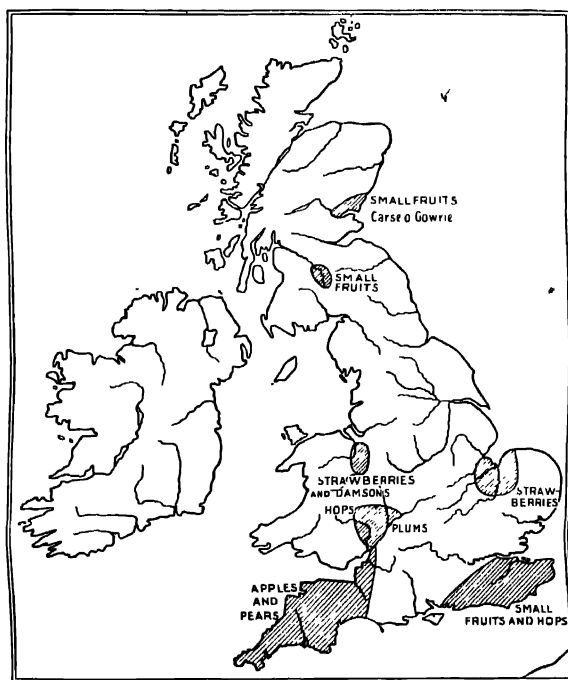 SMALL FRUITS
Carse o Gowrie
SMALL
FRUITS
STRAWBERRIES
AND DAMSONS
HOPS
PLUMS
STRAW-
BERRIES
APPLES
AND
PEARS
SMALL
FRUITS AND HOPS